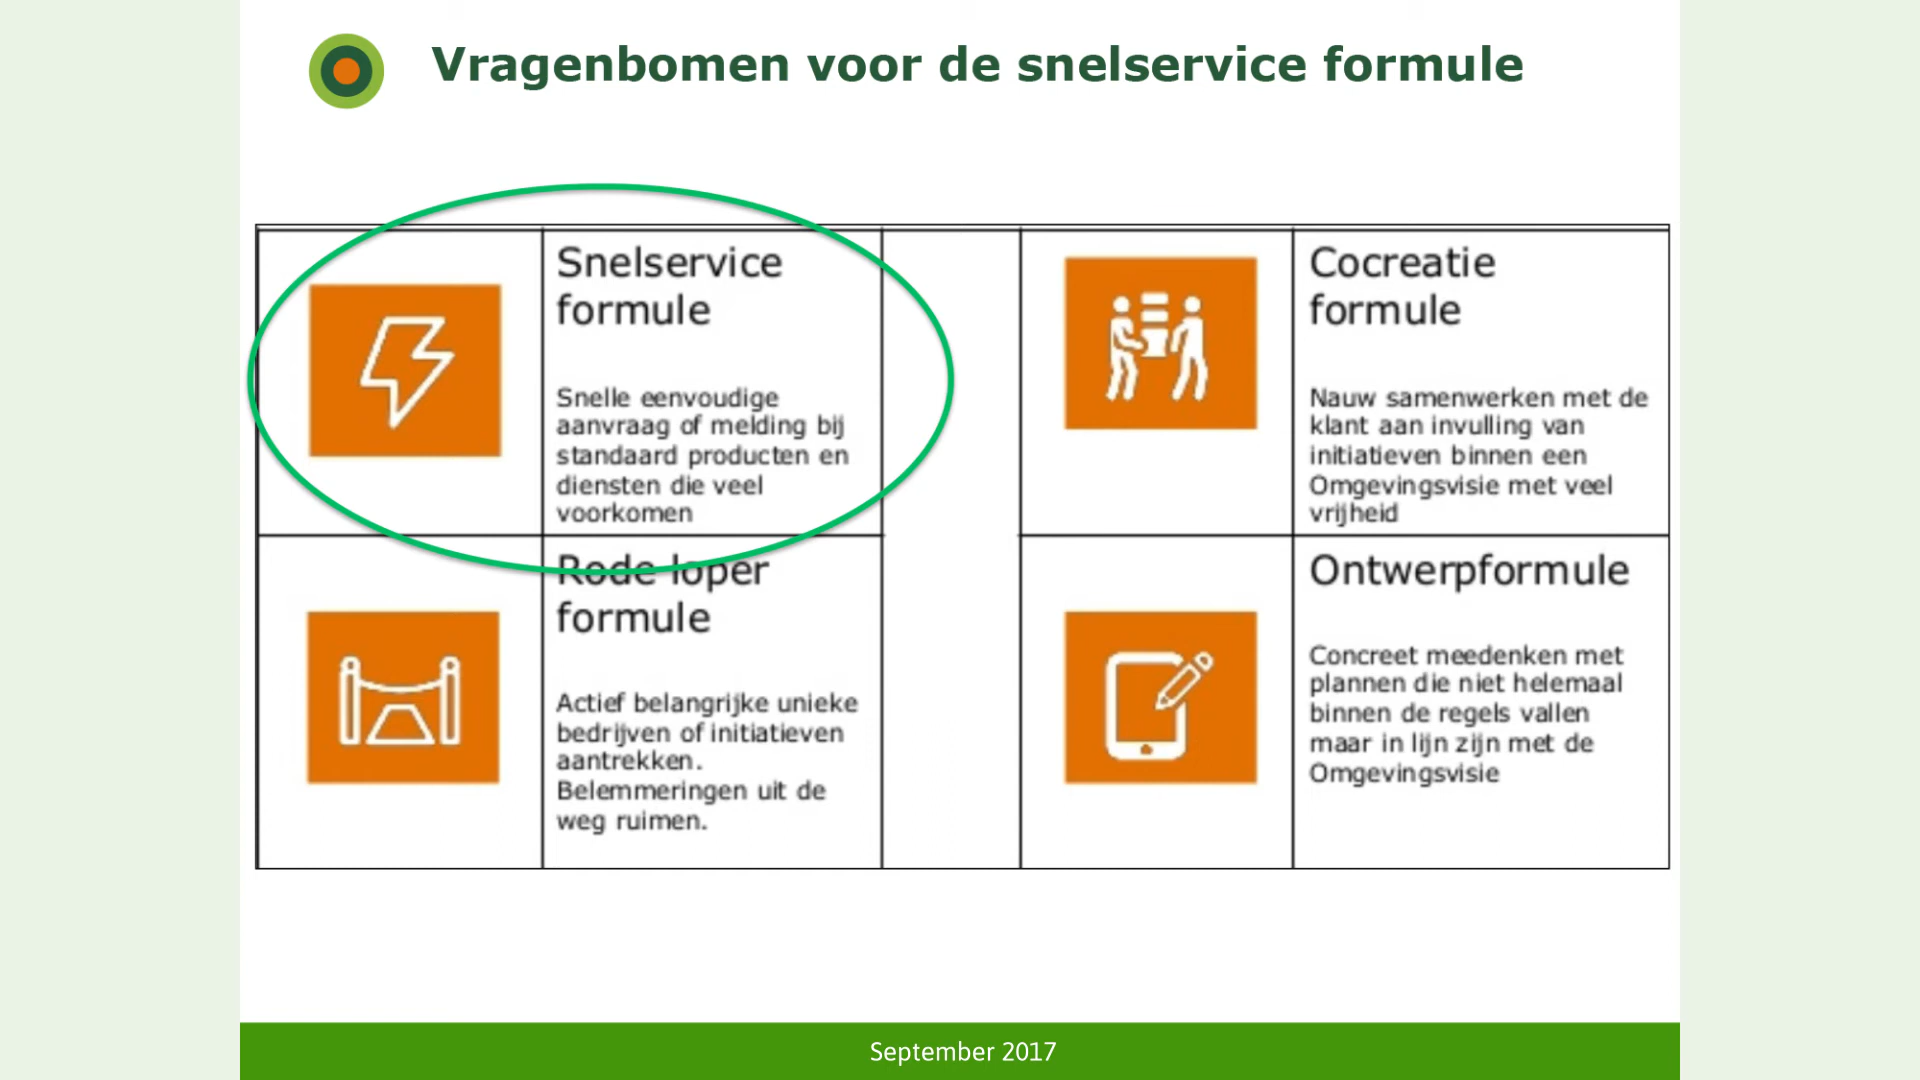 Vragenbomen voor de snelservice formule
Snelservice
formule
Snelle eenvoudige
aanvraag of melding bij
standaard producten en
diensten die veel
voorkomen
Cocreatie
formule
Nauw samenwerken met de
klant aan invulling van
initiatieven binnen een
Omgevingsvisie met veel
vrijheid
Rode loper
formule
Actief belangrijke unieke
bedrijven of initiatieven
aantrekken.
Belemmeringen uit de
weg ruimen.
Ontwerpformule
Concreet meedenken met
plannen die niet helemaal
binnen de regels vallen
maar in lijn zijn met de
Omgevingsvisie
September 2017